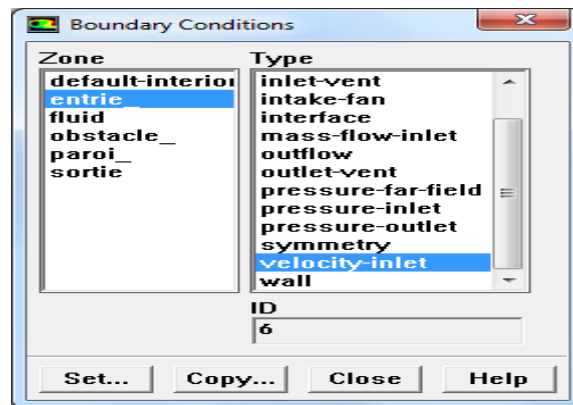 Boundary Conditions
Zone
default-interior
entrie_
fluid
obstacle_
paroi_
sortie
Type
inlet-vent
intake-fan
interface
mass-flow-inlet
outflow
outlet-vent
pressure-far-field
pressure-inlet
pressure-outlet
symmetry
velocity-inlet
wall
ID
6
Set... Copy... Close Help